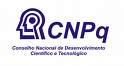 CNPq
Conselho Nacional de Desenvolvimento
Científico e Tecnológico